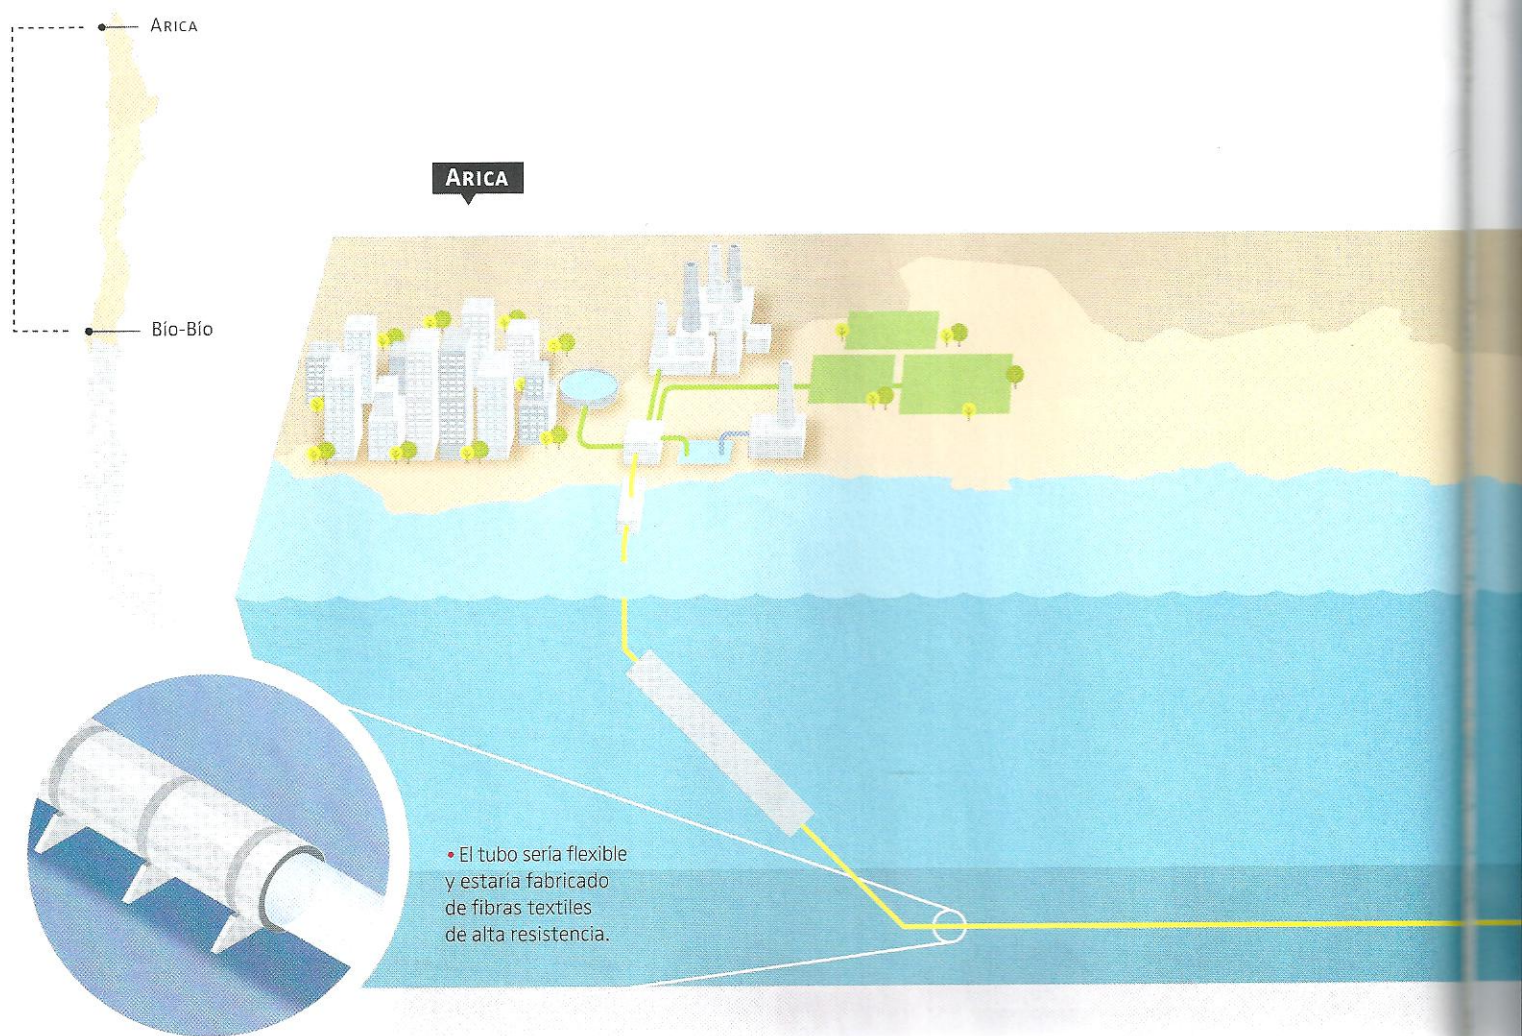 ARICA
BÍO-BÍO
ARICA
• El tubo sería flexible
y estaría fabricado
de fibras textiles
de alta resistencia.